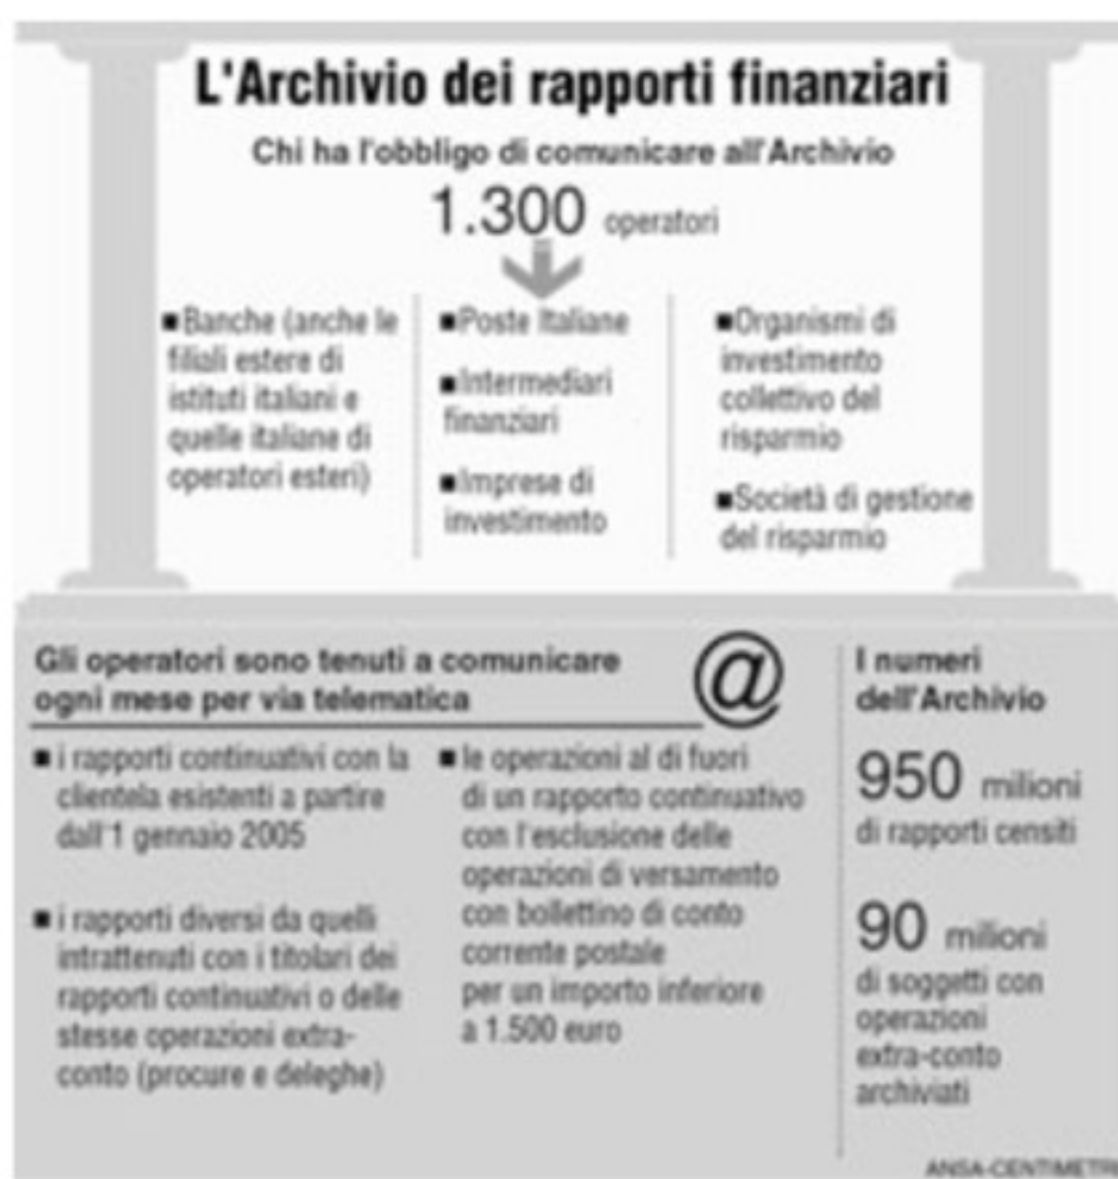 L'Archivio dei rapporti finanziari
Chi ha l'obbligo di comunicare all'Archivio
1.300 operatori
■Banche (anche le
filiali estere di
istituti italiani e
quelle italiane di
operatori esteri)
■Poste Italiane
■Intermediari
finanziari
■Imprese di
investimento
■Organismi di
investimento
collettivo del
risparmio
■Società di gestione
del risparmio
Gli operatori sono tenuti a comunicare
ogni mese per via telematica
@
■ i rapporti continuativi con la
clientela esistenti a partire
dall'1 gennaio 2005
■ i rapporti diversi da quelli
intrattenuti con i titolari dei
rapporti continuativi o delle
stesse operazioni extra-
conto (procure e deleghe)
■ le operazioni al di fuori
di un rapporto continuativo
con l'esclusione delle
operazioni di versamento
con bollettino di conto
corrente postale
per un importo inferiore
a 1.500 euro
I numeri
dell'Archivio
950 milioni
di rapporti censiti
90 milioni
di soggetti con
operazioni
extra-conto
archiviati
ANSA-CENTIMETRI